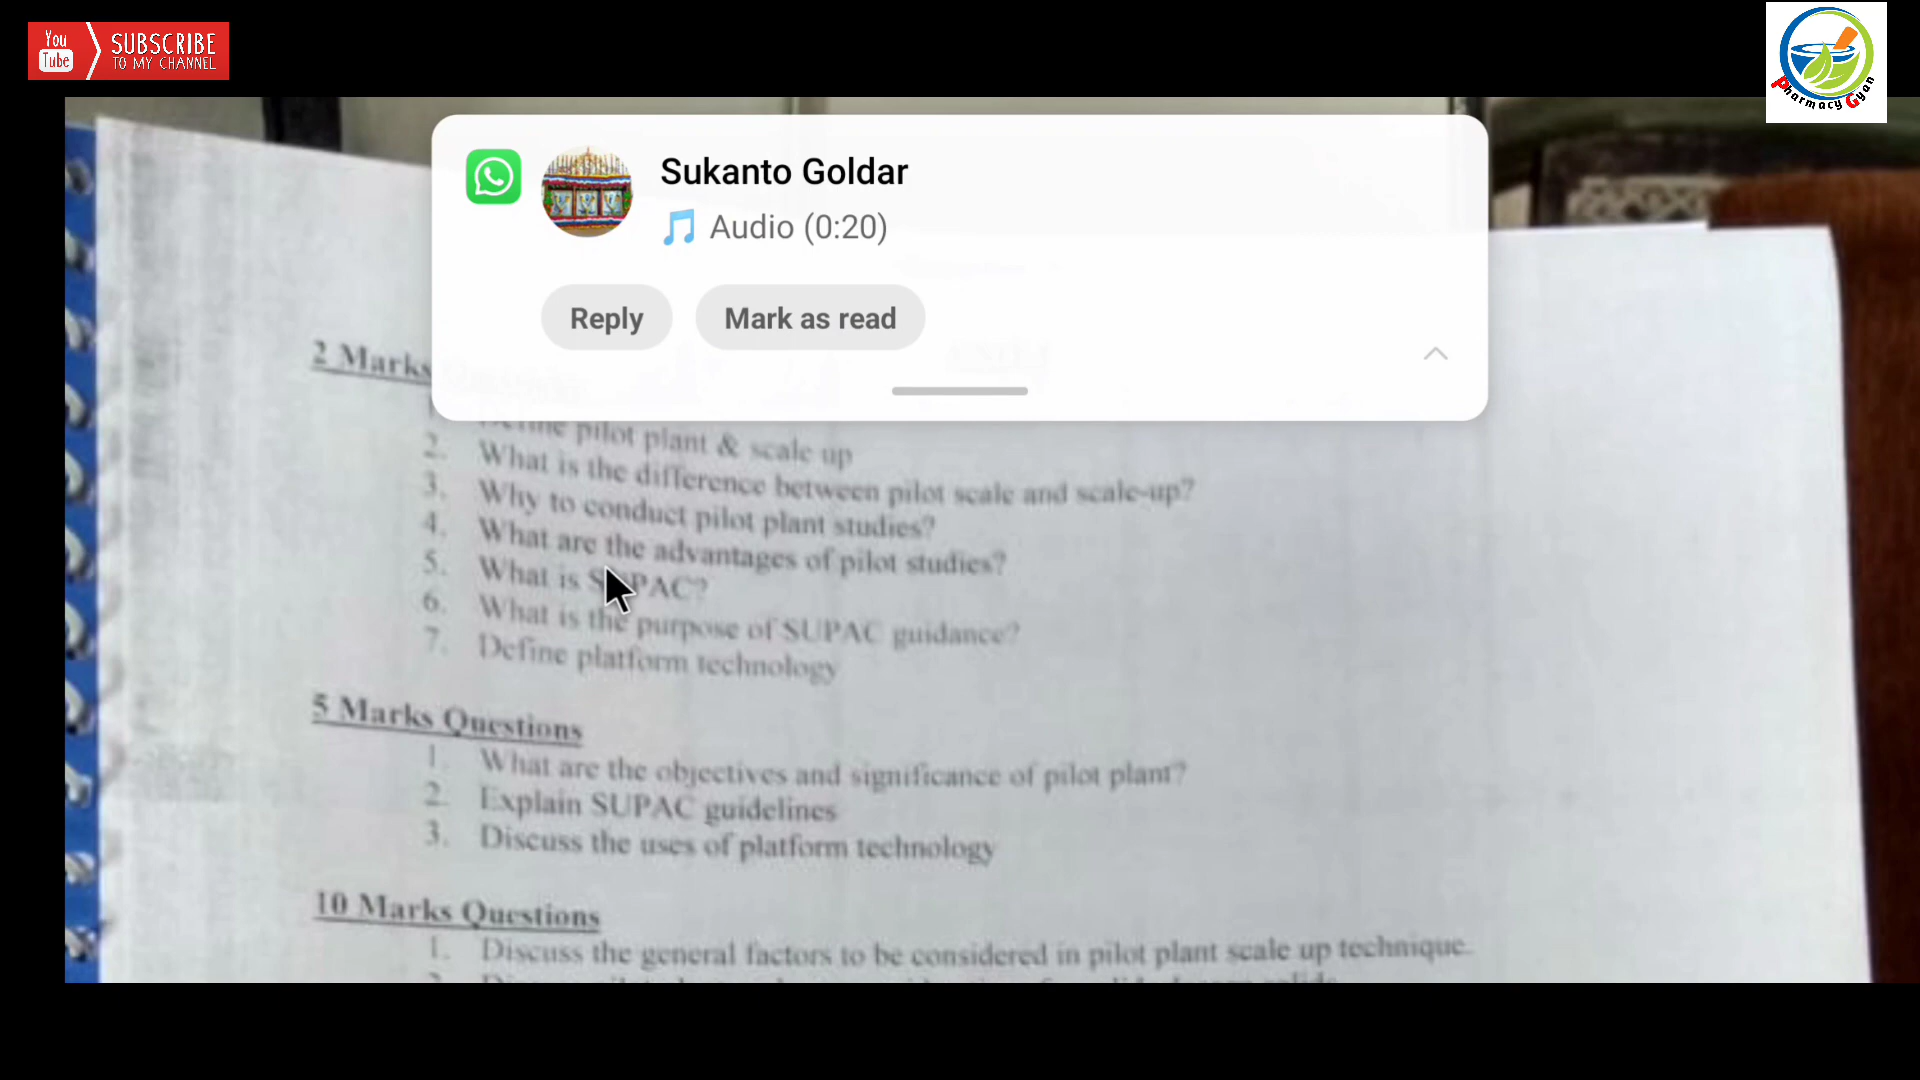 You
Tube
SUBSCRIBE
TO MY CHANNEL
Pharmacy Gyan
Sukanto Goldar
Audio (0:20)
Reply
Mark as read
2 Marks
Define pilot plant & scale up
2. What is the difference between pilot scale and scale-up?
3. Why to conduct pilot plant studies?
4. What are the advantages of pilot studies?
5. What is SUPAC?
6. What is the purpose of SUPAC guidance?
7. Define platform technology
5 Marks Questions
1. What are the objectives and significance of pilot plant?
2. Explain SUPAC guidelines
3. Discuss the uses of platform technology
10 Marks Questions
1. Discuss the general factors to be considered in pilot plant scale up technique.